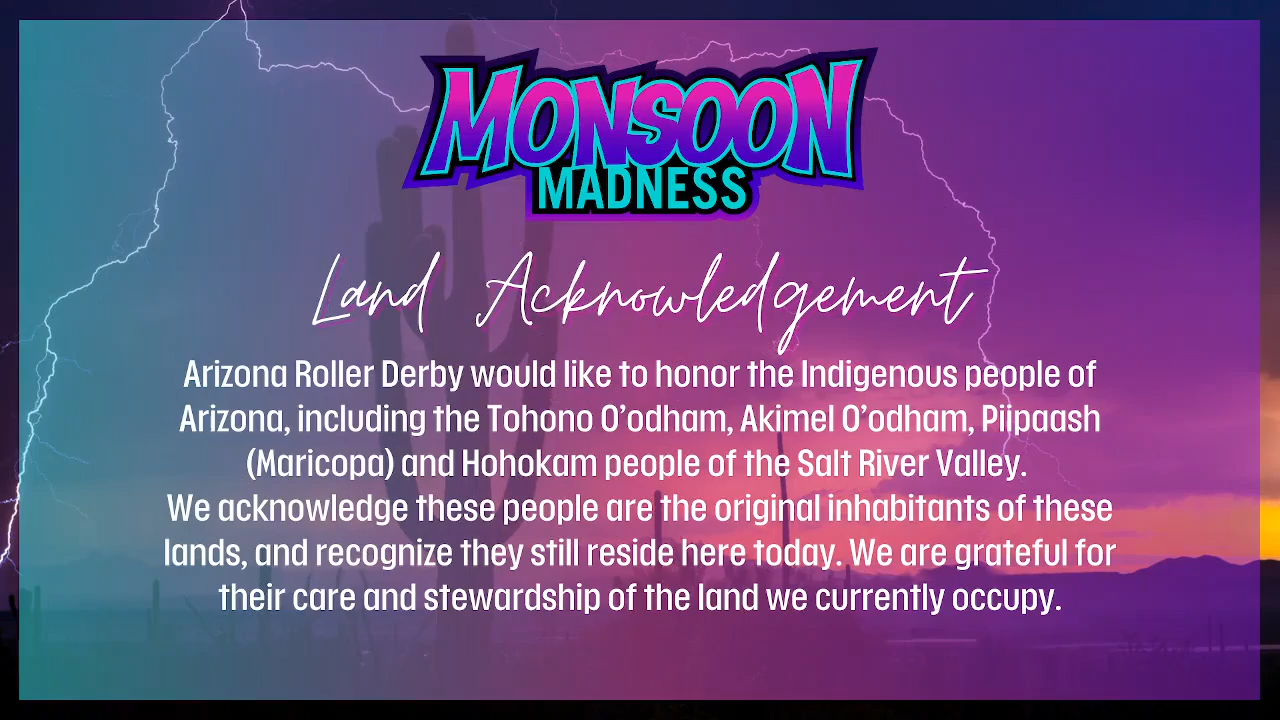 MONSOON
MADNESS
Land Acknowledgement
Arizona Roller Derby would like to honor the Indigenous people of
Arizona, including the Tohono O’odham, Akimel O’odham, Piipaash
(Maricopa) and Hohokam people of the Salt River Valley.
We acknowledge these people are the original inhabitants of these
lands, and recognize they still reside here today. We are grateful for
their care and stewardship of the land we currently occupy.